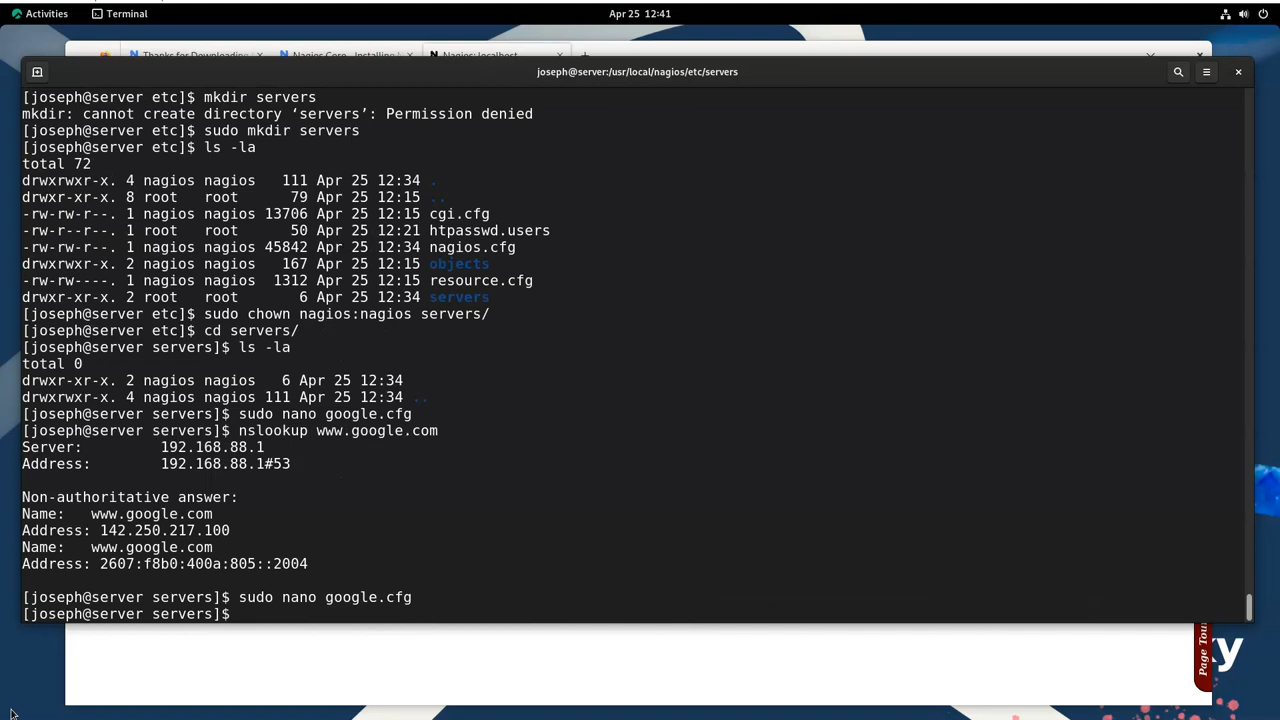 Activities
Terminal
Apr 25 12:41
Thanks for Downloading
Nagios Core - Installing
Nagios: localhost
joseph@server:/usr/local/nagios/etc/servers
[joseph@server etc]$ mkdir servers
mkdir: cannot create directory ‘servers’: Permission denied
[joseph@server etc]$ sudo mkdir servers
[joseph@server etc]$ ls -la
total 72
drwxrwxr-x. 4 nagios nagios   111 Apr 25 12:34 .
drwxr-xr-x. 8 root   root      79 Apr 25 12:15 ..
-rw-rw-r--. 1 nagios nagios 13706 Apr 25 12:15 cgi.cfg
-rw-r--r--. 1 root   root      50 Apr 25 12:21 htpasswd.users
-rw-rw-r--. 1 nagios nagios 45842 Apr 25 12:34 nagios.cfg
drwxrwxr-x. 2 nagios nagios   167 Apr 25 12:15 objects
-rw-rw----. 1 nagios nagios  1312 Apr 25 12:15 resource.cfg
drwxr-xr-x. 2 root   root       6 Apr 25 12:34 servers
[joseph@server etc]$ sudo chown nagios:nagios servers/
[joseph@server etc]$ cd servers/
[joseph@server servers]$ ls -la
total 0
drwxr-xr-x. 2 nagios nagios   6 Apr 25 12:34
drwxrwxr-x. 4 nagios nagios 111 Apr 25 12:34 ..
[joseph@server servers]$ sudo nano google.cfg
[joseph@server servers]$ nslookup www.google.com
Server:         192.168.88.1
Address:        192.168.88.1#53
Non-authoritative answer:
Name:   www.google.com
Address: 142.250.217.100
Name:   www.google.com
Address: 2607:f8b0:400a:805::2004
[joseph@server servers]$ sudo nano google.cfg
[joseph@server servers]$
Page Tou
xy